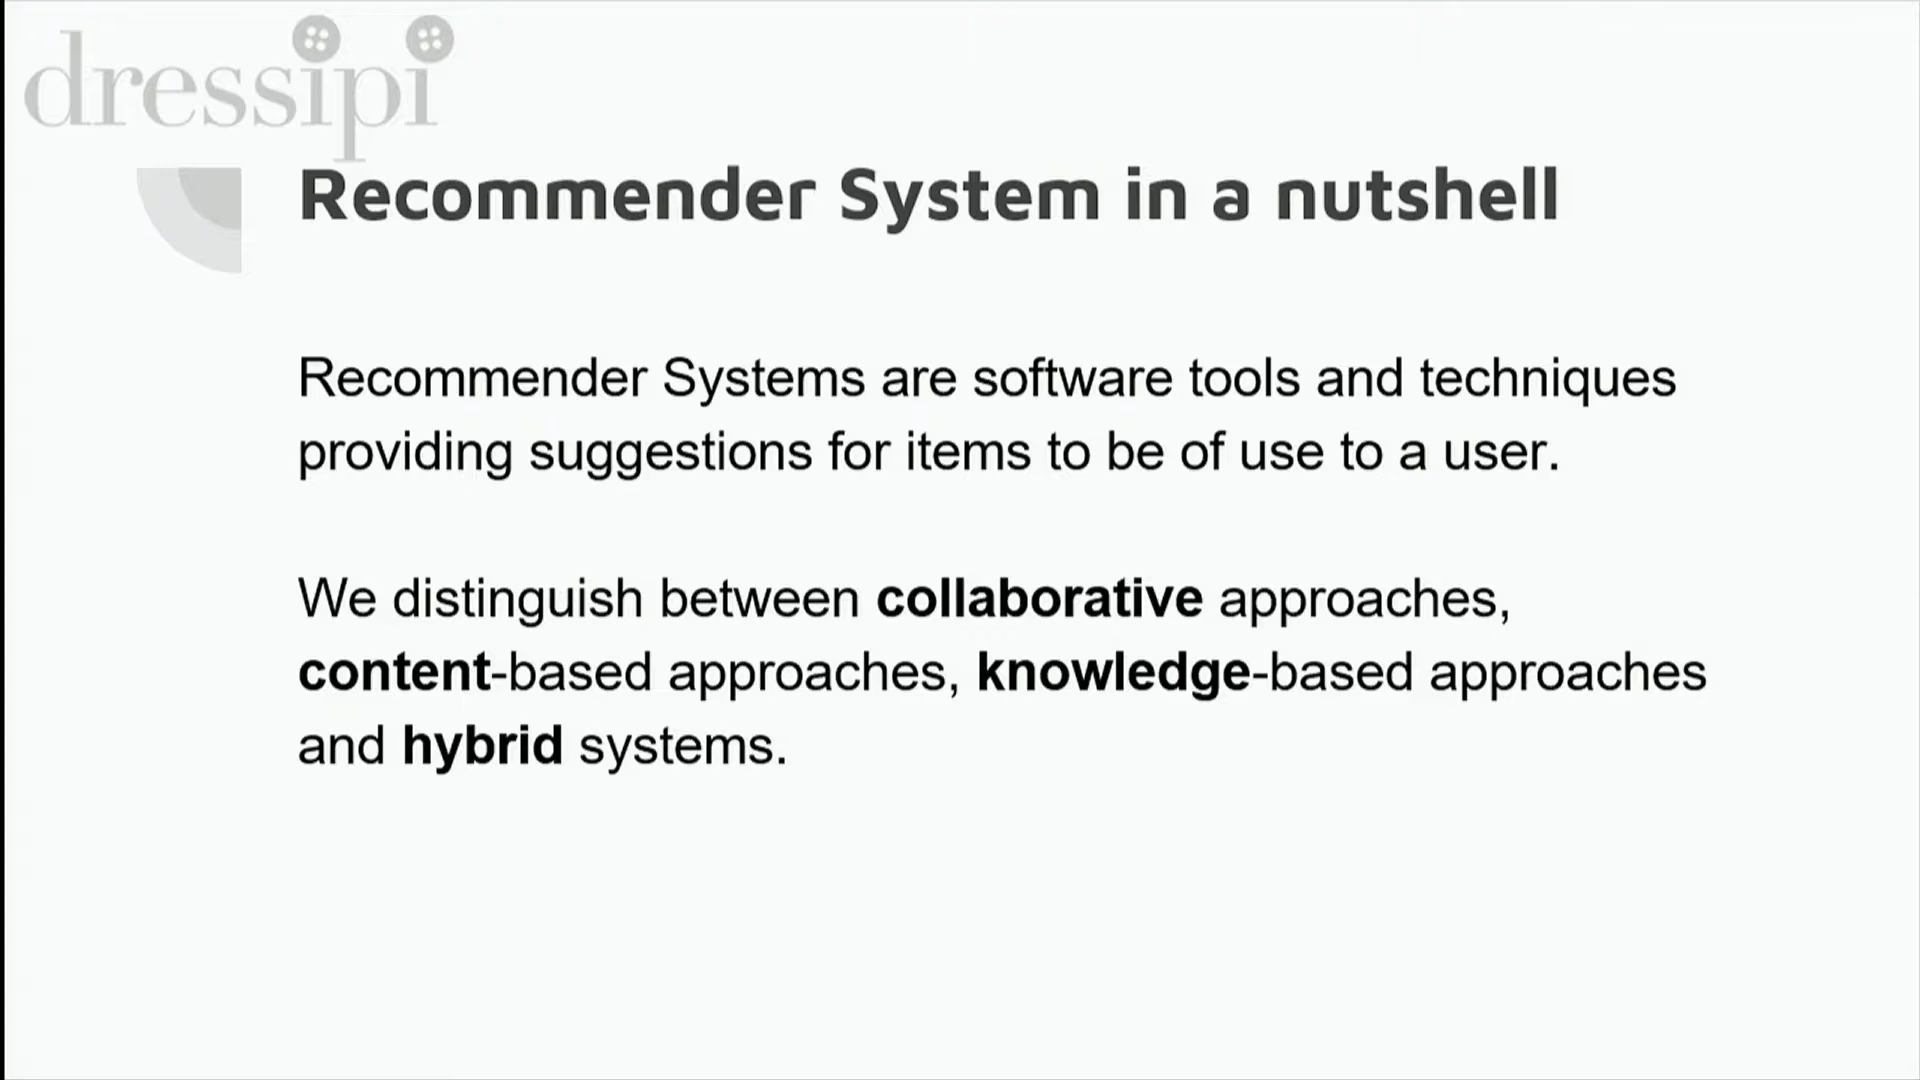 dressipi
Recommender System in a nutshell
Recommender Systems are software tools and techniques
providing suggestions for items to be of use to a user.
We distinguish between collaborative approaches,
content-based approaches, knowledge-based approaches
and hybrid systems.